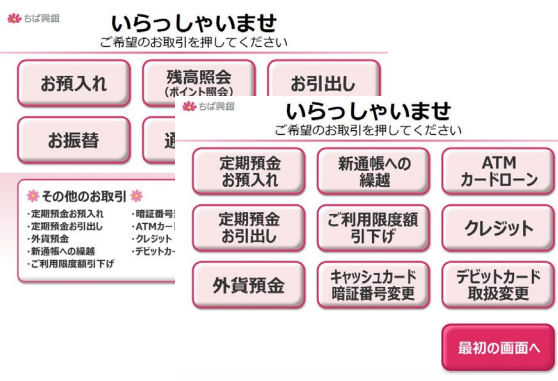 ちば興銀
いらっしゃいませ
ご希望のお取引を押してください
お預入れ
残高照会
(ポイント照会)
お引出し
お振替
通
その他のお取引
・定期預金お預入れ
・定期預金お引出し
・外貨預金
・新通帳への繰越
・ご利用限度額引下げ
・暗証番号
・ATMカー
・クレジット
・デビットカー
ちば興銀
いらっしゃいませ
ご希望のお取引を押してください
定期預金
お預入れ
新通帳への
繰越
ATM
カードローン
定期預金
お引出し
ご利用限度額
引下げ
クレジット
外貨預金
キャッシュカード
暗証番号変更
デビットカード
取扱変更
最初の画面へ